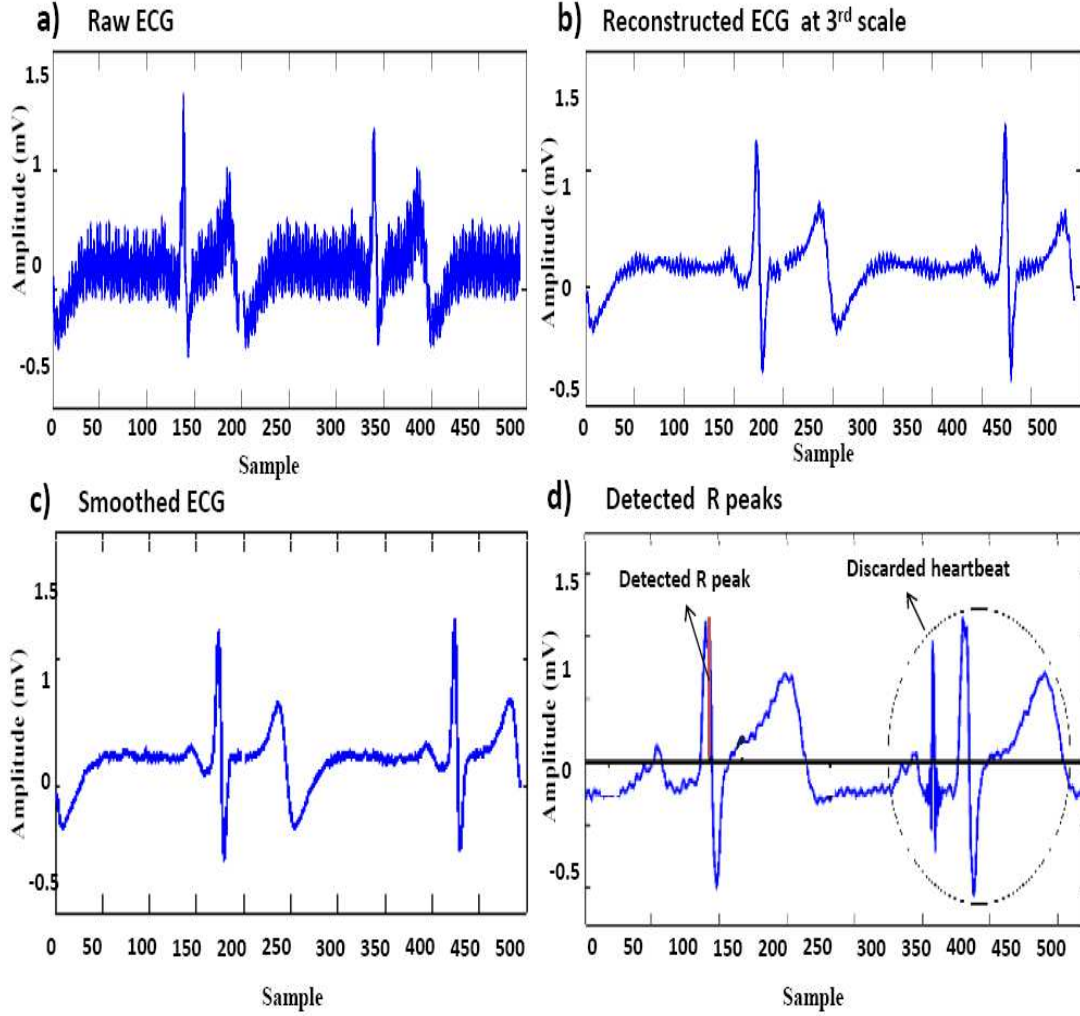 a) Raw ECG
1.5
1
0
-0.5
Amplitude (mV)
0 50 100 150 200 250 300 350 400 450 500
Sample
b) Reconstructed ECG at 3rd scale
1.5
1
0
-0.5
Amplitude (mV)
0 50 100 150 200 250 300 400 450 500
Sample
c) Smoothed ECG
1.5
1
0
-0.5
Amplitude (mV)
0 50 100 150 200 250 300 350 400 450 500
Sample
d) Detected R peaks
Detected R peak
Discarded heartbeat
1.5
1
0
-0.5
Amplitude (mV)
0 50 100 150 200 250 300 350 400 500
Sample